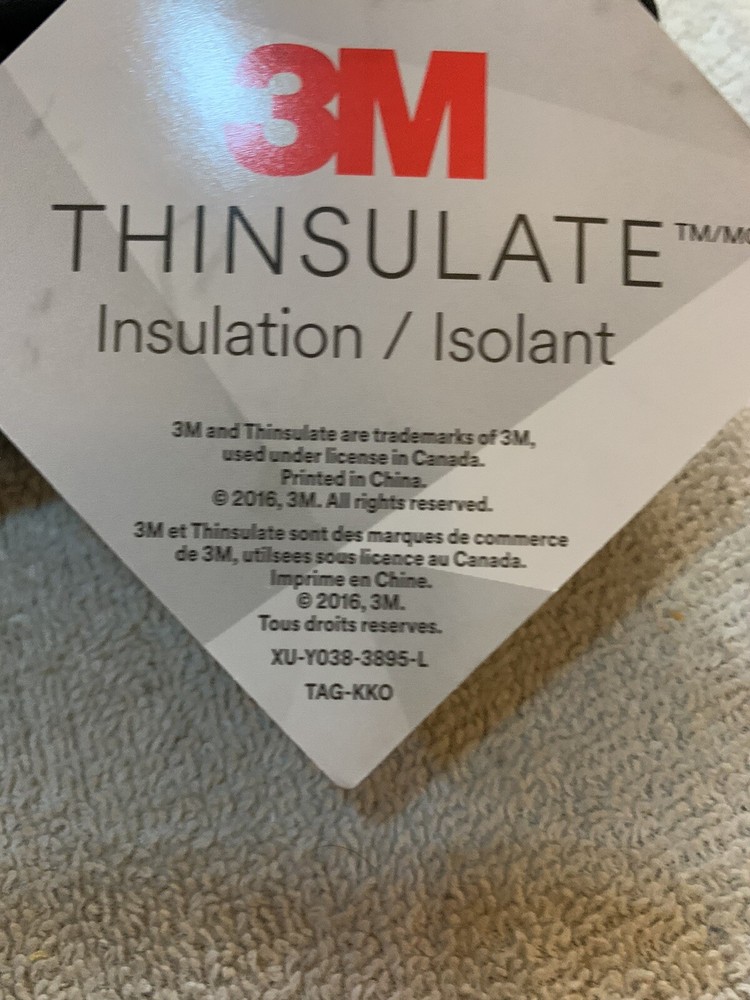 3M
THINSULATE™/MC
Insulation / Isolant
3M and Thinsulate are trademarks of 3M,
used under license in Canada.
Printed in China.
© 2016, 3M. All rights reserved.
3M et Thinsulate sont des marques de commerce
de 3M, utilsees sous licence au Canada.
Imprime en Chine.
© 2016, 3M.
Tous droits reserves.
XU-Y038-3895-L
TAG-KKO